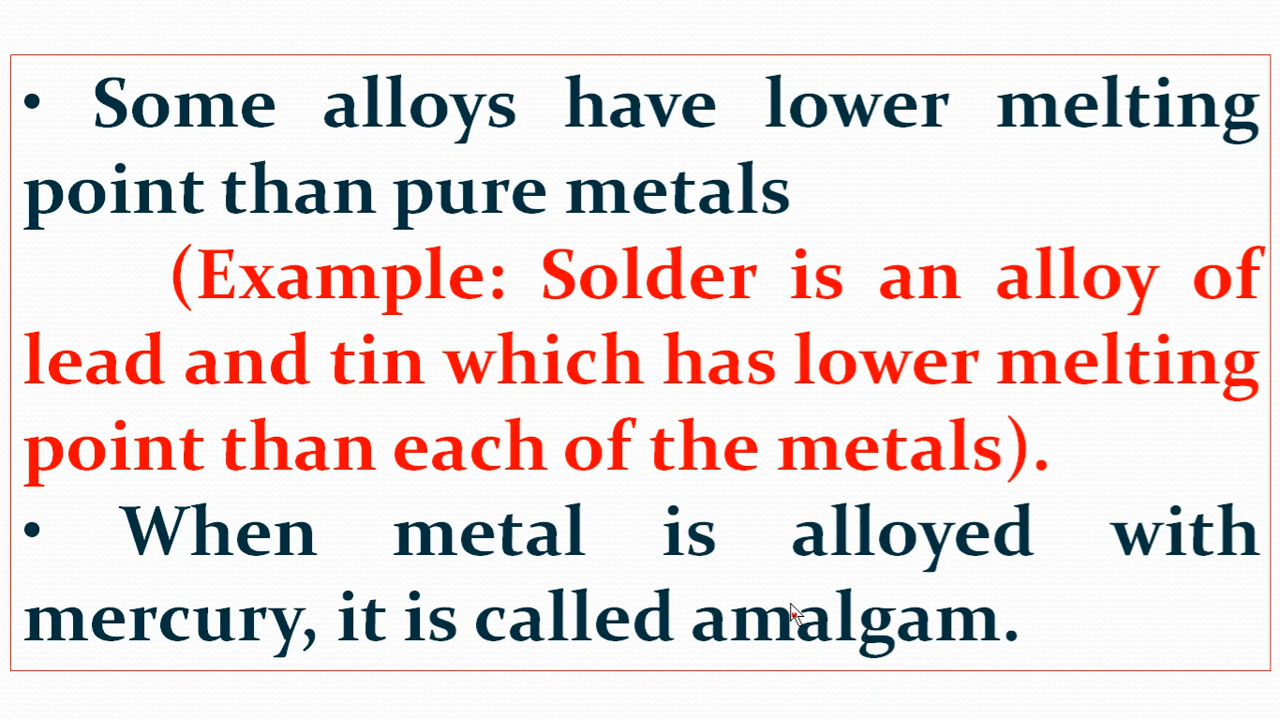 • Some alloys have lower melting
point than pure metals
(Example: Solder is an alloy of
lead and tin which has lower melting
point than each of the metals).
• When metal is alloyed with
mercury, it is called amalgam.